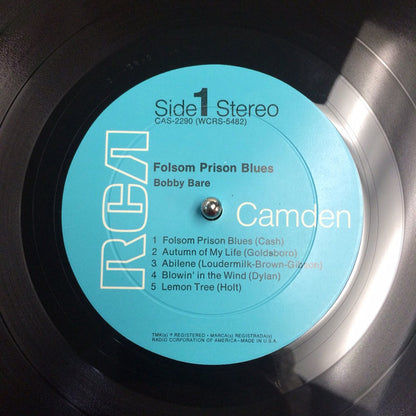 Side 1 Stereo
CAS-2290 (WCRS-5482)
RCA
Folsom Prison Blues
Bobby Bare
Camden
1 Folsom Prison Blues (Cash)
2 Autumn of My Life (Goldsboro)
3 Abilene (Loudermilk-Brown-Gibson)
4 Blowin' in the Wind (Dylan)
5 Lemon Tree (Holt)
TMK(s) ® REGISTERED • MARCA(s) REGISTRADA(s)
RADIO CORPORATION OF AMERICA–MADE IN U.S.A.